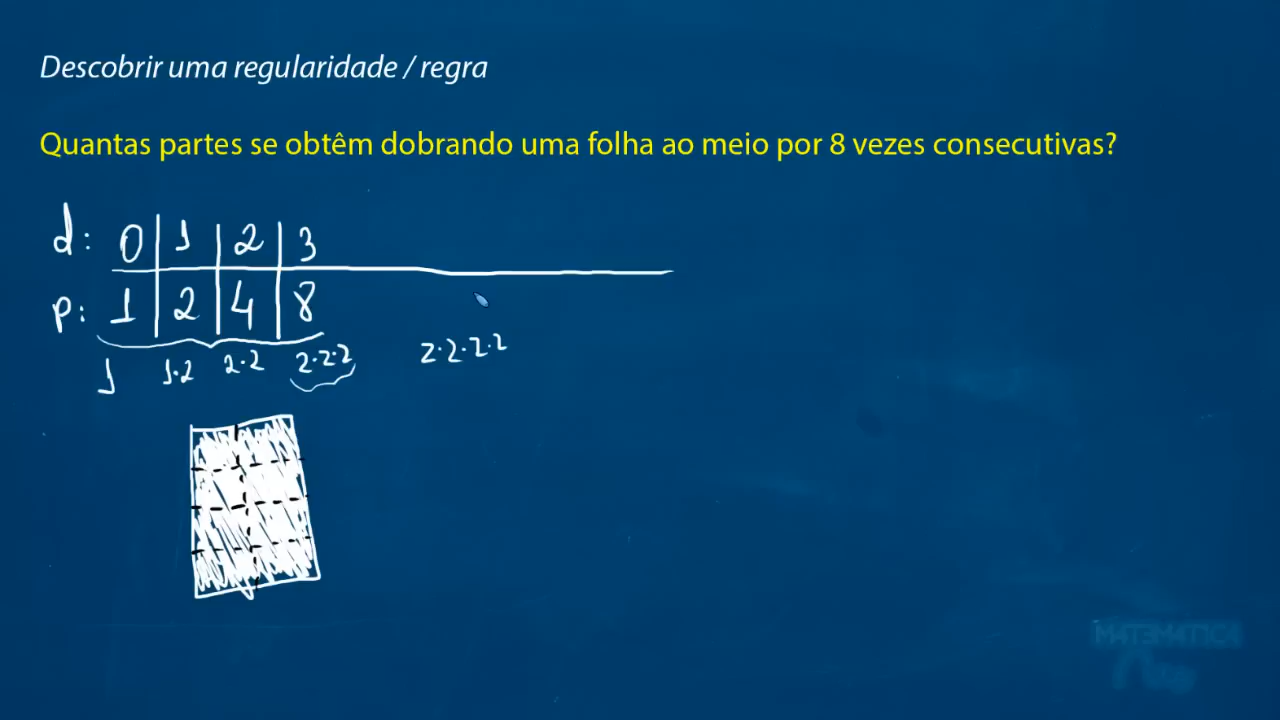 Descobrir uma regularidade / regra
Quantas partes se obtêm dobrando uma folha ao meio por 8 vezes consecutivas?
d: 0 1 2 3
p: 1 2 4 8
1 1·2 2·2 2·2·2 2·2·2·2
MATEMATICA